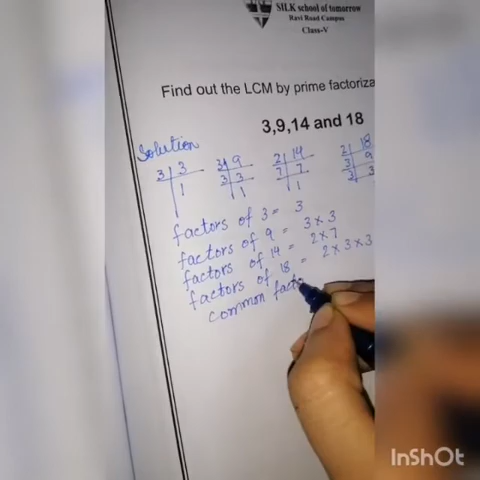 SILK school of tomorrow
Ravi Road Campus
Class-V
Find out the LCM by prime factoriza
3,9,14 and 18
Solution
3 3
1
3 9
3 3
1
2 14
7 7
1
2 18
3 9
3 3
factors of 3 = 3
factors of 9 = 3 × 3
factors of 14 = 2 × 7
factors of 18 = 2 × 3 × 3
common facto
InShOt